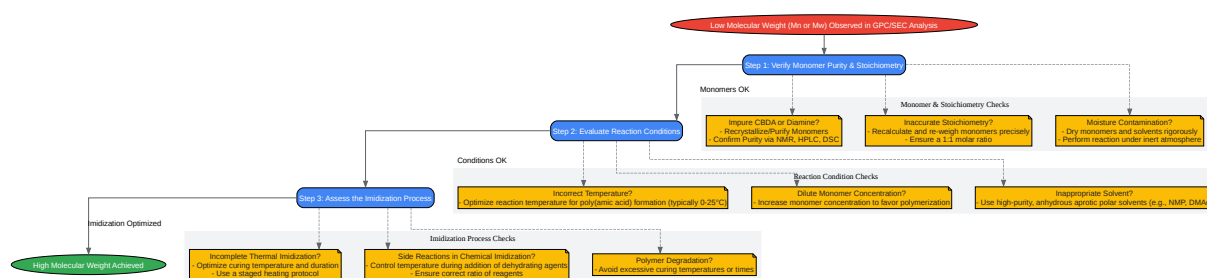 Low Molecular Weight (Mn or Mw) Observed in GPC/SEC Analysis
Step 1: Verify Monomer Purity & Stoichiometry
Monomers OK
Monomer & Stoichiometry Checks
Impure CBDA or Diamine?
- Recrystallize/Purify Monomers
- Confirm Purity via NMR, HPLC, DSC
Inaccurate Stoichiometry?
- Recalculate and re-weigh monomers precisely
- Ensure a 1:1 molar ratio
Moisture Contamination?
- Dry monomers and solvents rigorously
- Perform reaction under inert atmosphere
Step 2: Evaluate Reaction Conditions
Conditions OK
Reaction Condition Checks
Incorrect Temperature?
- Optimize reaction temperature for poly(amic acid) formation (typically 0-25°C)
Dilute Monomer Concentration?
- Increase monomer concentration to favor polymerization
Inappropriate Solvent?
- Use high-purity, anhydrous aprotic polar solvents (e.g., NMP, DMAc
Step 3: Assess the Imidization Process
Imidization Optimized
Imidization Process Checks
Incomplete Thermal Imidization?
- Optimize curing temperature and duration
- Use a staged heating protocol
Side Reactions in Chemical Imidization?
- Control temperature during addition of dehydrating agents
- Ensure correct ratio of reagents
Polymer Degradation?
- Avoid excessive curing temperatures or times
High Molecular Weight Achieved